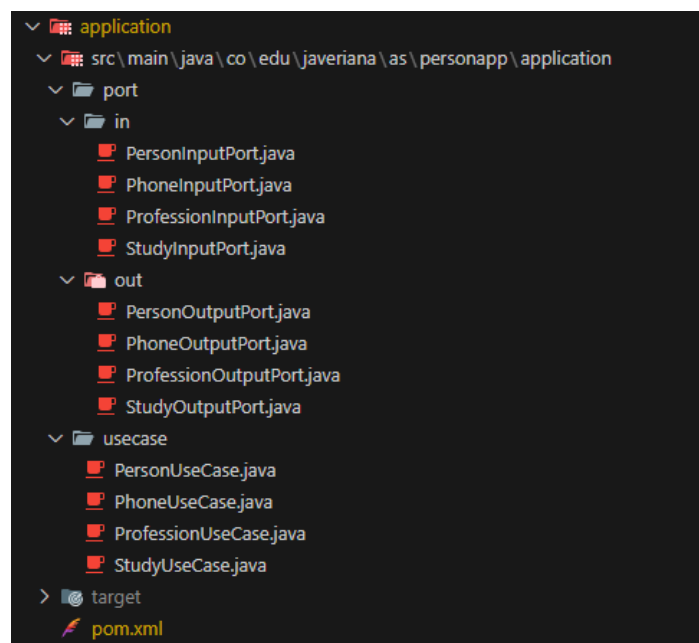 application
src\main\java\co\edu\javeriana\as\personapp\application
port
in
PersonInputPort.java
PhoneInputPort.java
ProfessionInputPort.java
StudyInputPort.java
out
PersonOutputPort.java
PhoneOutputPort.java
ProfessionOutputPort.java
StudyOutputPort.java
usecase
PersonUseCase.java
PhoneUseCase.java
ProfessionUseCase.java
StudyUseCase.java
target
pom.xml